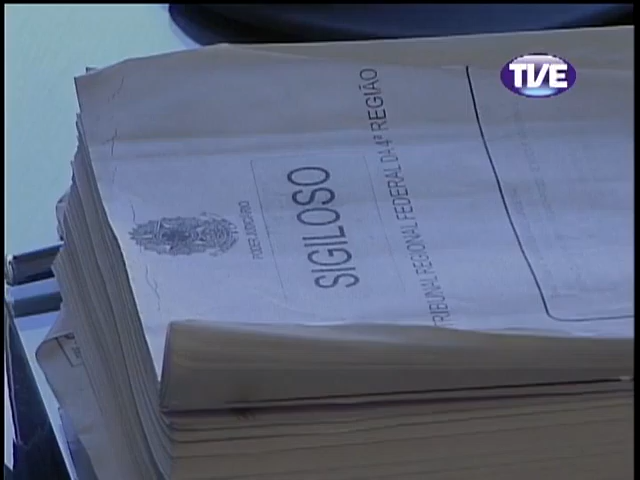 TVE
PODER JUDICIÁRIO
SIGILOSO
TRIBUNAL REGIONAL FEDERAL DA 4ª REGIÃO